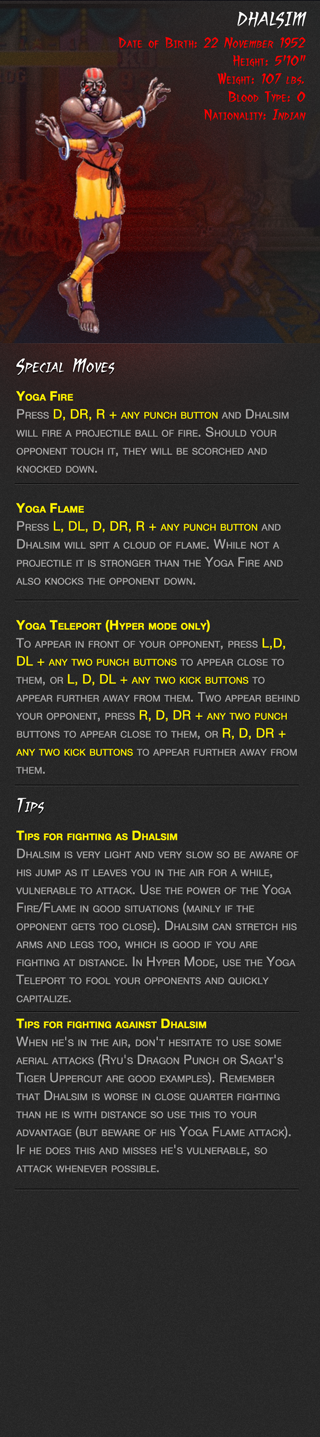 Dhalsim
Date of Birth: 22 November 1952
Height: 5'10"
Weight: 107 lbs.
Blood Type: O
Nationality: Indian
Special Moves
Yoga Fire
Press D, DR, R + any punch button and Dhalsim
will fire a projectile ball of fire. Should your
opponent touch it, they will be scorched and
knocked down.
Yoga Flame
Press L, DL, D, DR, R + any punch button and
Dhalsim will spit a cloud of flame. While not a
projectile it is stronger than the Yoga Fire and
also knocks the opponent down.
Yoga Teleport (Hyper mode only)
To appear in front of your opponent, press L,D,
DL + any two punch buttons to appear close to
them, or L, D, DL + any two kick buttons to
appear further away from them. Two appear behind
your opponent, press R, D, DR + any two punch
buttons to appear close to them, or R, D, DR +
any two kick buttons to appear further away from
them.
Tips
Tips for fighting as Dhalsim
Dhalsim is very light and very slow so be aware of
his jump as it leaves you in the air for a while,
vulnerable to attack. Use the power of the Yoga
Fire/Flame in good situations (mainly if the
opponent gets too close). Dhalsim can stretch his
arms and legs too, which is good if you are
fighting at distance. In Hyper Mode, use the Yoga
Teleport to fool your opponents and quickly
capitalize.
Tips for fighting against Dhalsim
When he's in the air, don't hesitate to use some
aerial attacks (Ryu's Dragon Punch or Sagat's
Tiger Uppercut are good examples). Remember
that Dhalsim is worse in close quarter fighting
than he is with distance so use this to your
advantage (but beware of his Yoga Flame attack).
If he does this and misses he's vulnerable, so
attack whenever possible.